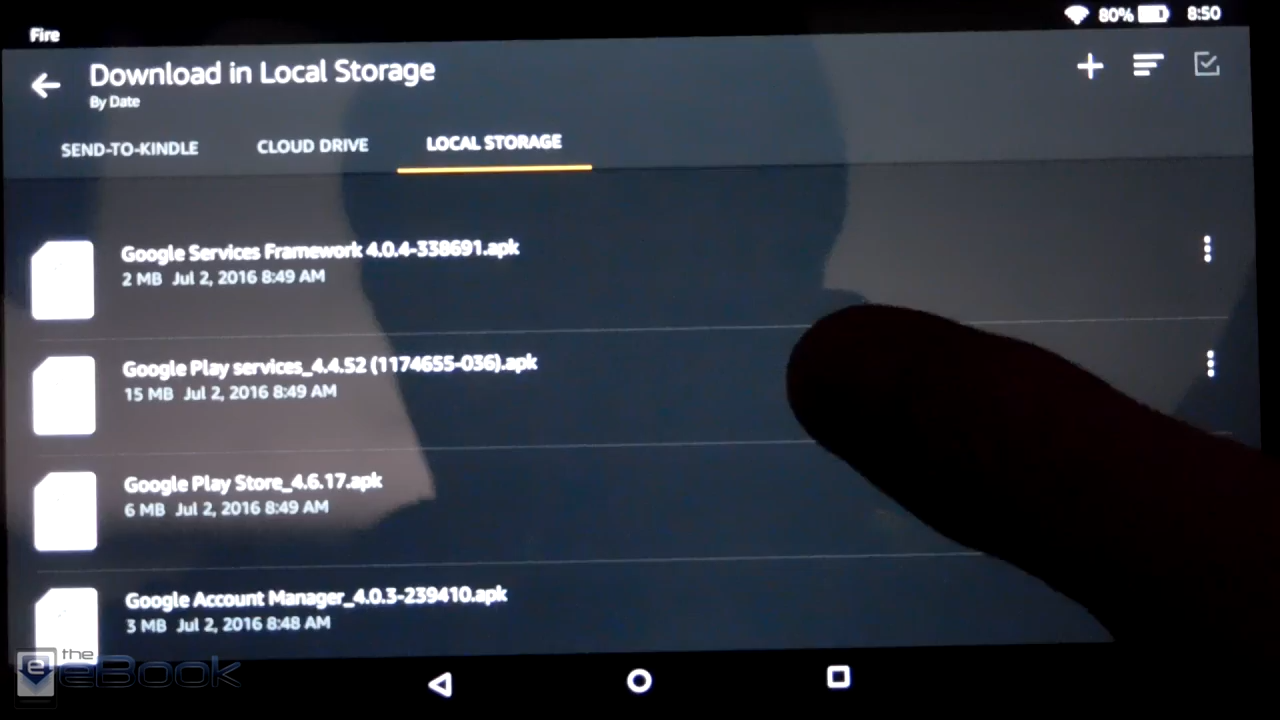 Fire
80% 8:50
Download in Local Storage
By Date
SEND-TO-KINDLE CLOUD DRIVE LOCAL STORAGE
Google Services Framework 4.0.4-338691.apk
2 MB Jul 2, 2016 8:49 AM
Google Play services_4.4.52 (1174655-036).apk
15 MB Jul 2, 2016 8:49 AM
Google Play Store_4.6.17.apk
6 MB Jul 2, 2016 8:49 AM
Google Account Manager_4.0.3-239410.apk
3 MB Jul 2, 2016 8:48 AM
e the
eBook